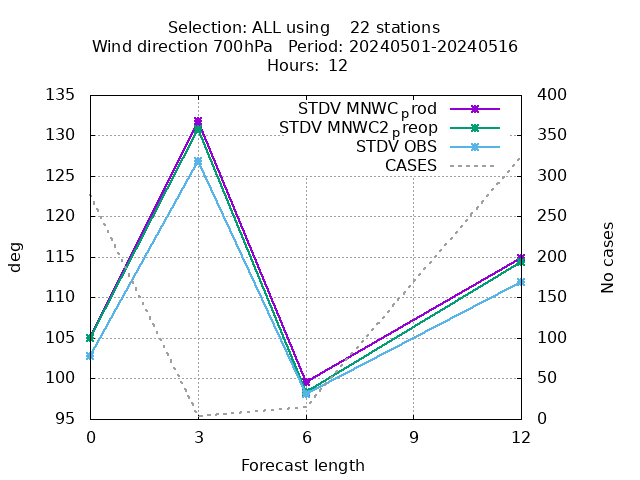 Selection: ALL using    22 stations
Wind direction 700hPa   Period: 20240501-20240516
Hours:  12
135
130
125
120
115
110
105
100
95
400
350
300
250
200
150
100
50
0
STDV MNWCprod
STDV MNWC2preop
STDV OBS
CASES
deg
No cases
0 3 6 9 12
Forecast length